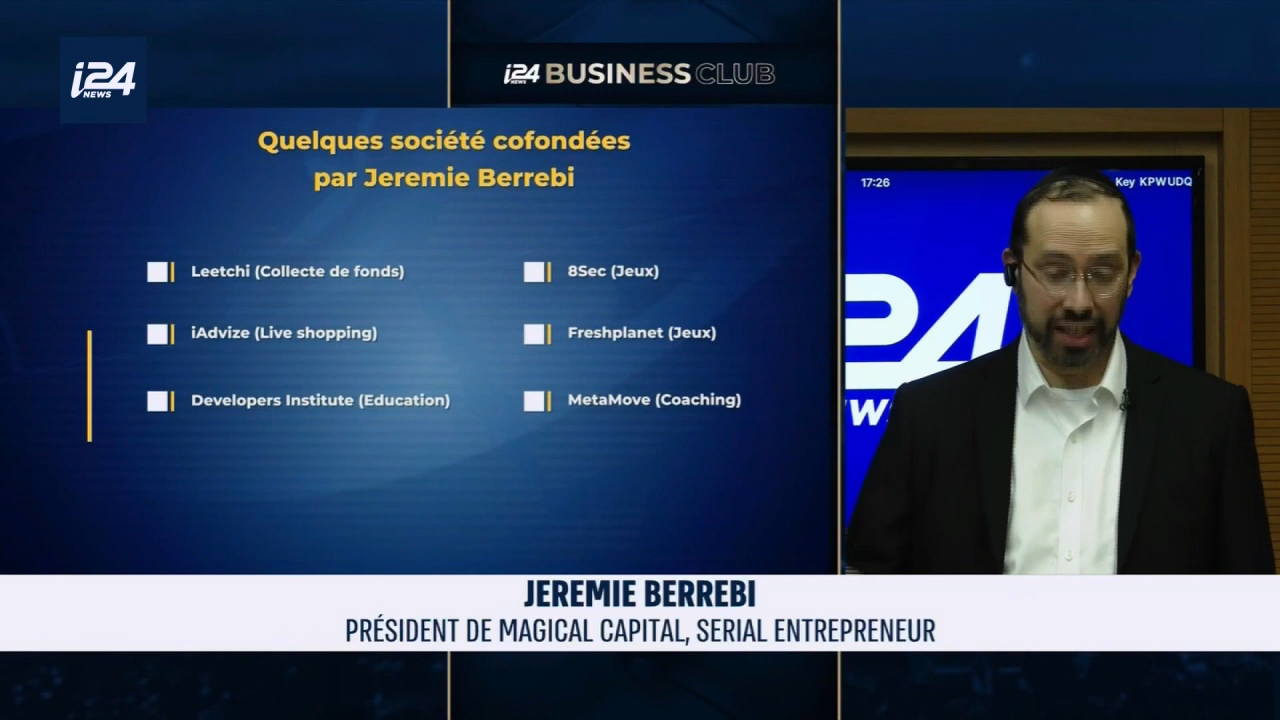 i24
NEWS
i24 NEWS BUSINESS CLUB
Quelques société cofondées
par Jeremie Berrebi
Leetchi (Collecte de fonds)
iAdvize (Live shopping)
Developers Institute (Education)
8Sec (Jeux)
Freshplanet (Jeux)
MetaMove (Coaching)
17:26
Key KPWUDQ
24
JEREMIE BERREBI
PRÉSIDENT DE MAGICAL CAPITAL, SERIAL ENTREPRENEUR